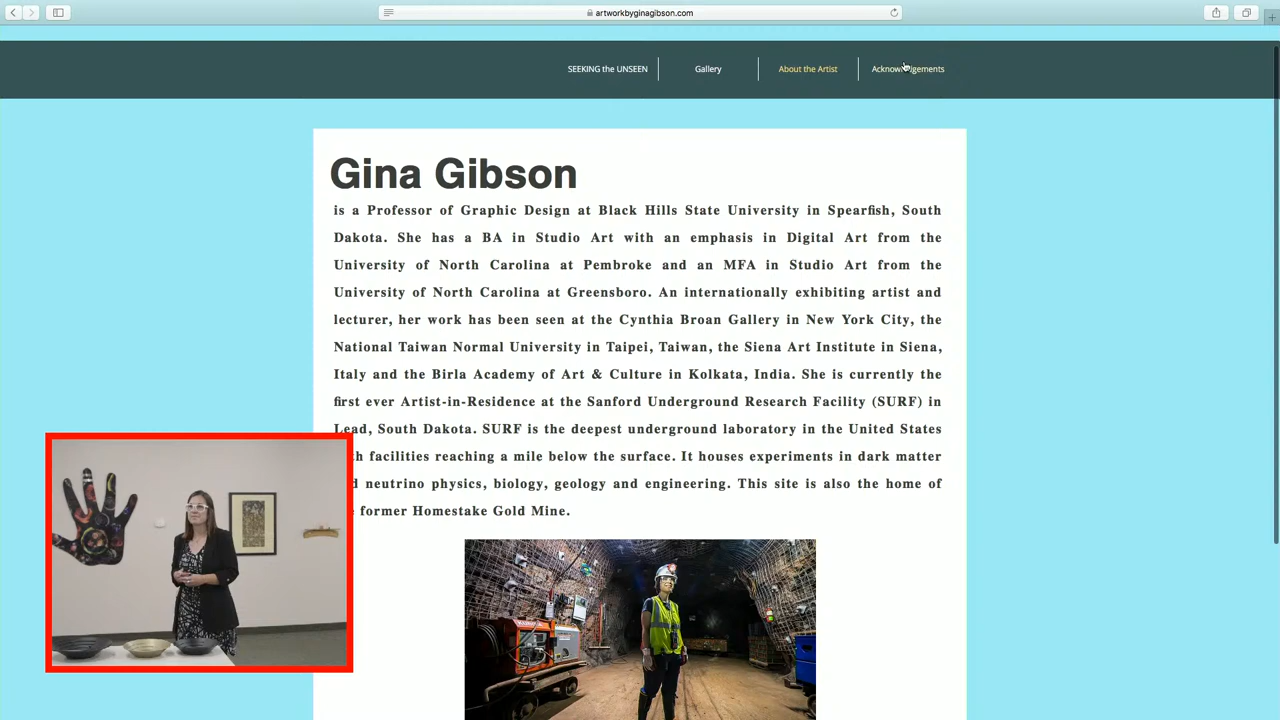 artworkbyginagibson.com
SEEKING the UNSEEN
Gallery
About the Artist
Acknowledgements
Gina Gibson
is a Professor of Graphic Design at Black Hills State University in Spearfish, South
Dakota. She has a BA in Studio Art with an emphasis in Digital Art from the
University of North Carolina at Pembroke and an MFA in Studio Art from the
University of North Carolina at Greensboro. An internationally exhibiting artist and
lecturer, her work has been seen at the Cynthia Broan Gallery in New York City, the
National Taiwan Normal University in Taipei, Taiwan, the Siena Art Institute in Siena,
Italy and the Birla Academy of Art & Culture in Kolkata, India. She is currently the
first ever Artist-in-Residence at the Sanford Underground Research Facility (SURF) in
Lead, South Dakota. SURF is the deepest underground laboratory in the United States
facilities reaching a mile below the surface. It houses experiments in dark matter
neutrino physics, biology, geology and engineering. This site is also the home of
former Homestake Gold Mine.